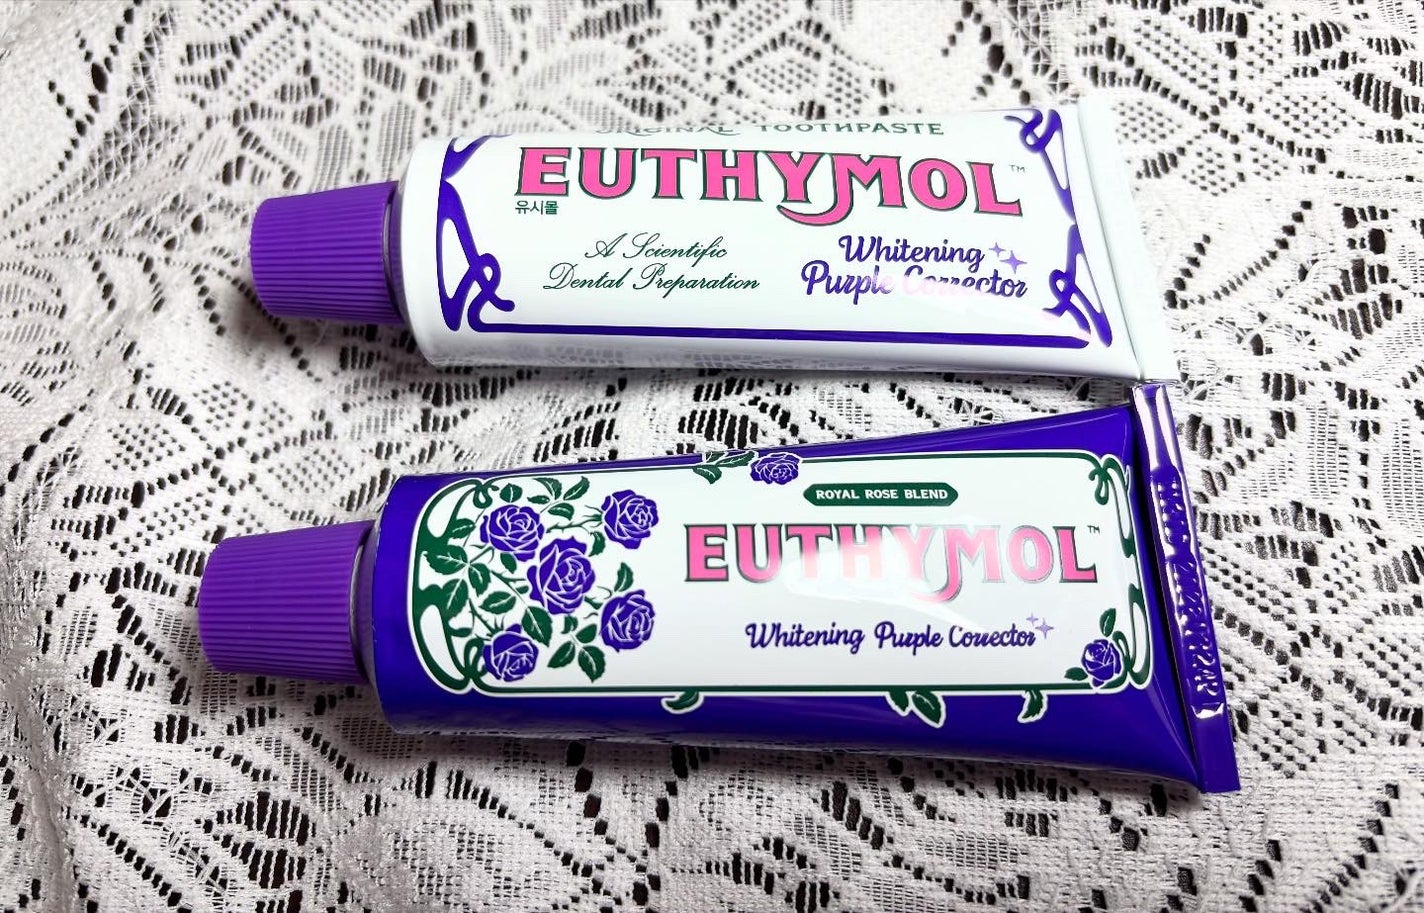 ORIGINAL TOOTHPASTE
EUTHYMOL™
유시몰
A Scientific
Dental Preparation
Whitening
Purple Corrector
ROYAL ROSE BLEND
EUTHYMOL™
Whitening Purple Corrector